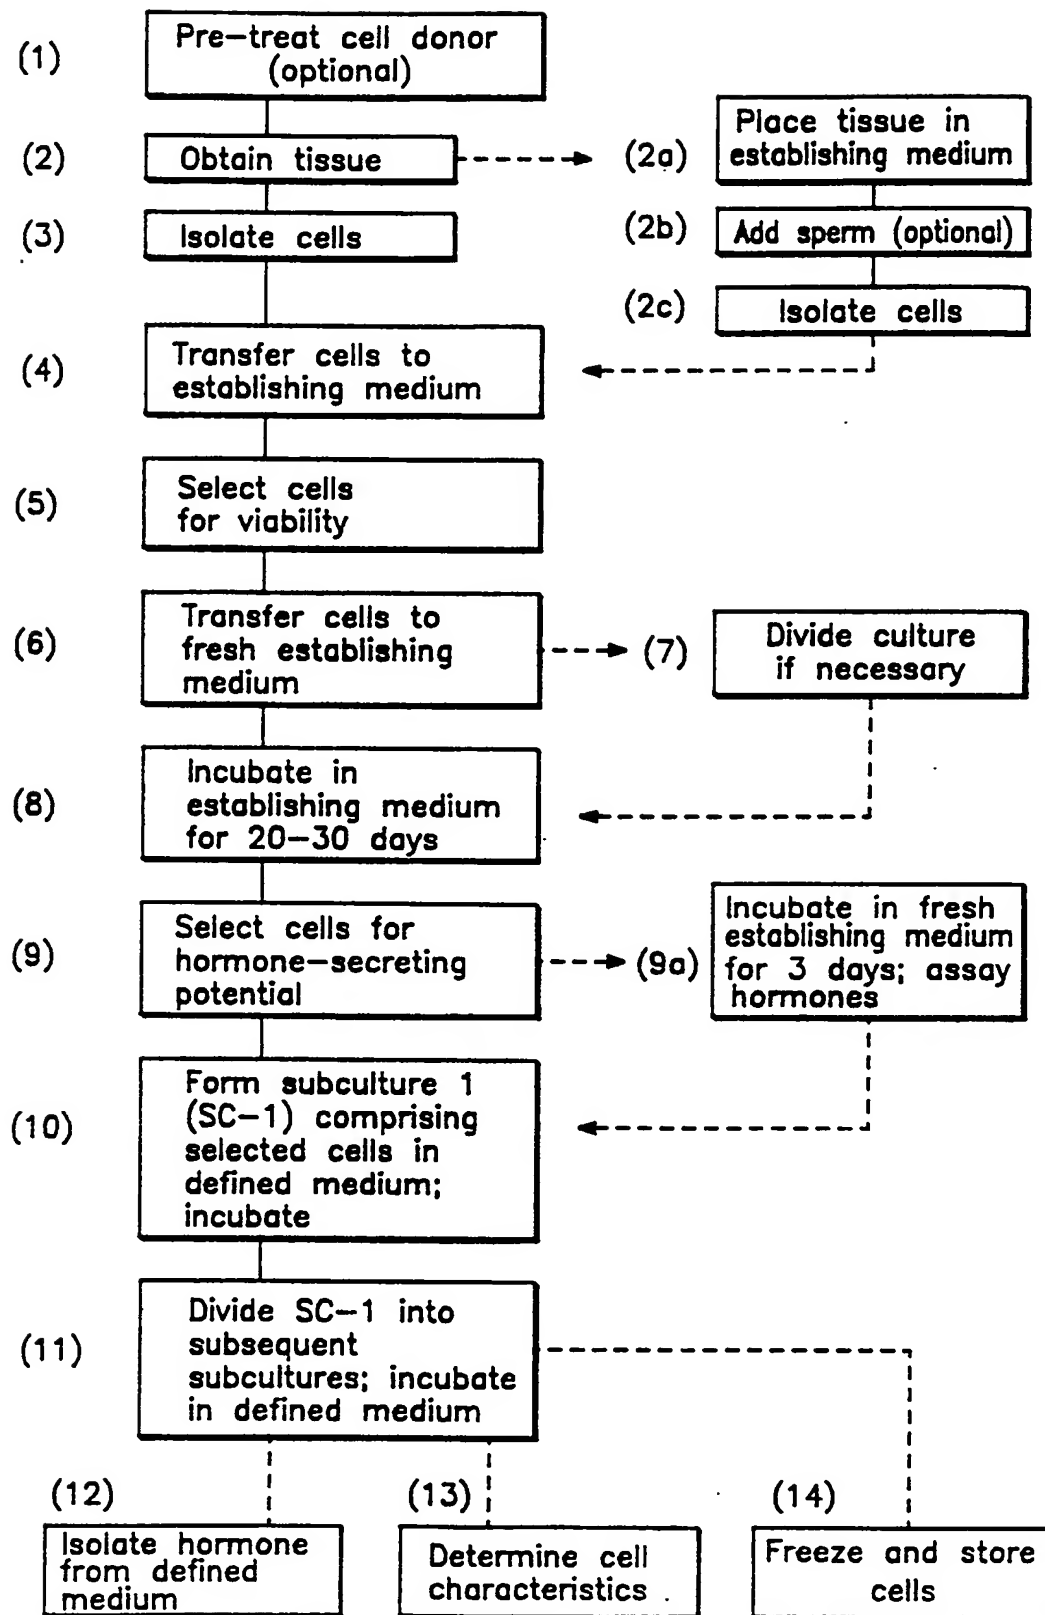 (1)
Pre-treat cell donor
(optional)
(2)
Obtain tissue
(2a)
Place tissue in
establishing medium
(3)
Isolate cells
(2b)
Add sperm (optional)
(2c)
Isolate cells
(4)
Transfer cells to
establishing medium
(5)
Select cells
for viability
(6)
Transfer cells to
fresh establishing
medium
(7)
Divide culture
if necessary
(8)
Incubate in
establishing medium
for 20-30 days
(9)
Select cells for
hormone-secreting
potential
(9a)
Incubate in fresh
establishing medium
for 3 days; assay
hormones
(10)
Form subculture 1
(SC-1) comprising
selected cells in
defined medium;
incubate
(11)
Divide SC-1 into
subsequent
subcultures; incubate
in defined medium
(12)
Isolate hormone
from defined
medium
(13)
Determine cell
characteristics
(14)
Freeze and store
cells